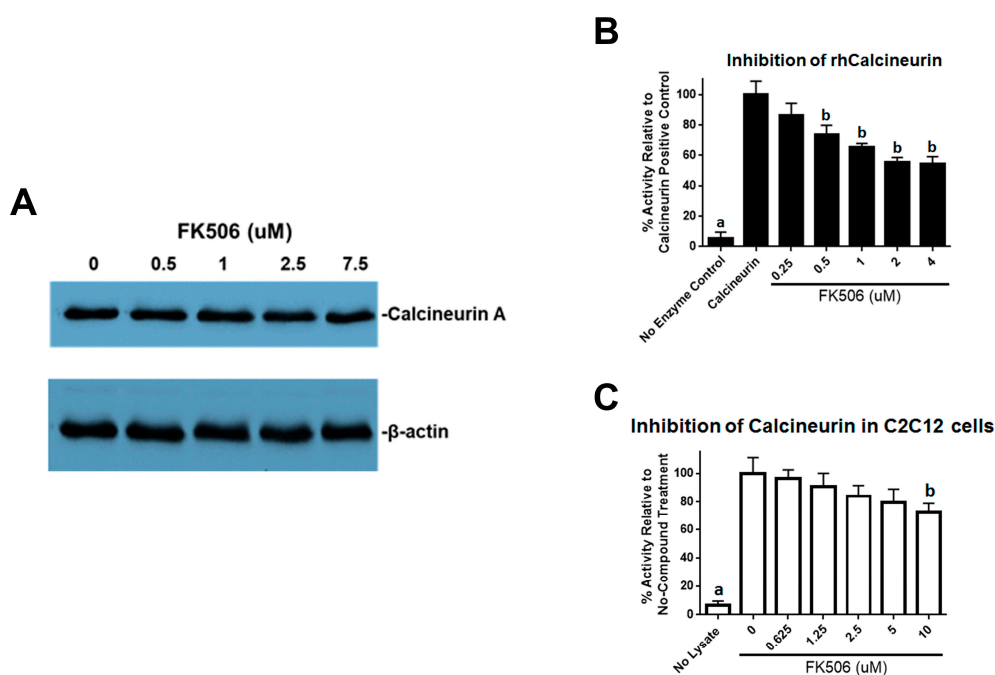 A
FK506 (uM)
0 0.5 1 2.5 7.5
-Calcineurin A
-β-actin
B
Inhibition of rhCalcineurin
% Activity Relative to
Calcineurin Positive Control
100
80
60
40
20
0
a
b b b b
No Enzyme Control
Calcineurin
0.25
0.5
1
2
4
FK506 (uM)
C
Inhibition of Calcineurin in C2C12 cells
% Activity Relative to
No-Compound Treatment
100
80
60
40
20
0
a
b
No Lysate
0
0.625
1.25
2.5
5
10
FK506 (uM)